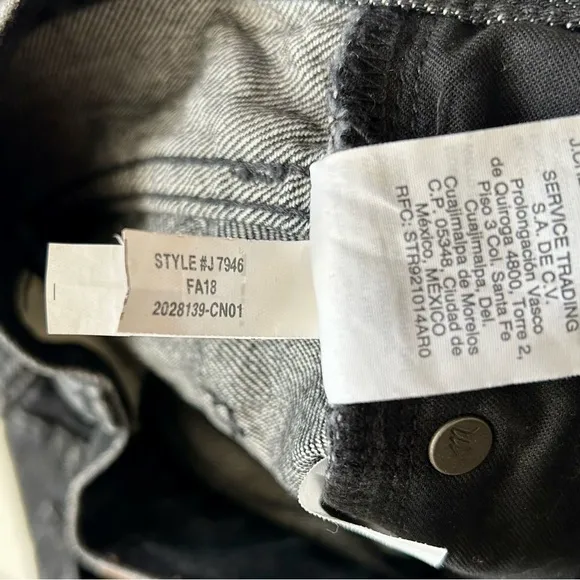 STYLE #J7946
FA18
2028139-CN01
SERVICE TRADING
S.A. DE C.V.
Prolongación Vasco
de Quiroga 4800, Torre 2,
Piso 3 Col. Santa Fe
Cuajimalpa. Del.
Cuajimalpa de Morelos
C.P. 05348, Ciudad de
México, MÉXICO
RFC: STR921014AR0